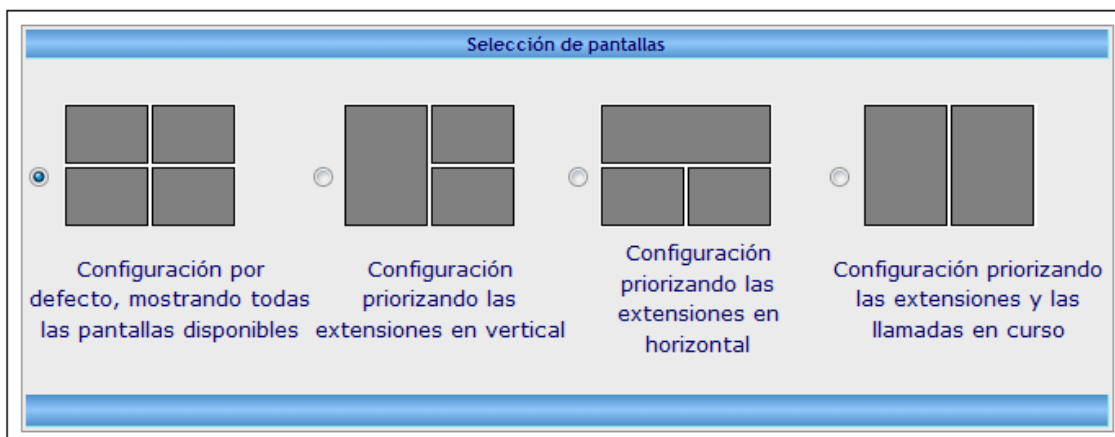 Selección de pantallas
Configuración por
defecto, mostrando todas
las pantallas disponibles
Configuración
priorizando las
extensiones en vertical
Configuración
priorizando las
extensiones en
horizontal
Configuración priorizando
las extensiones y las
llamadas en curso